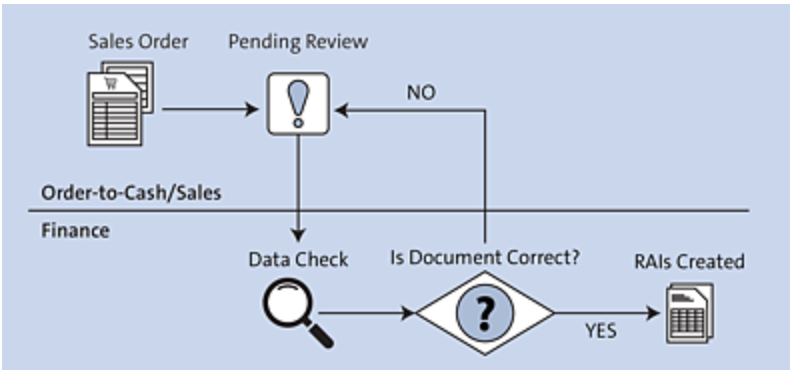 Sales Order
Pending Review
NO
Order-to-Cash/Sales
Finance
Data Check
Is Document Correct?
RAIs Created
?
YES